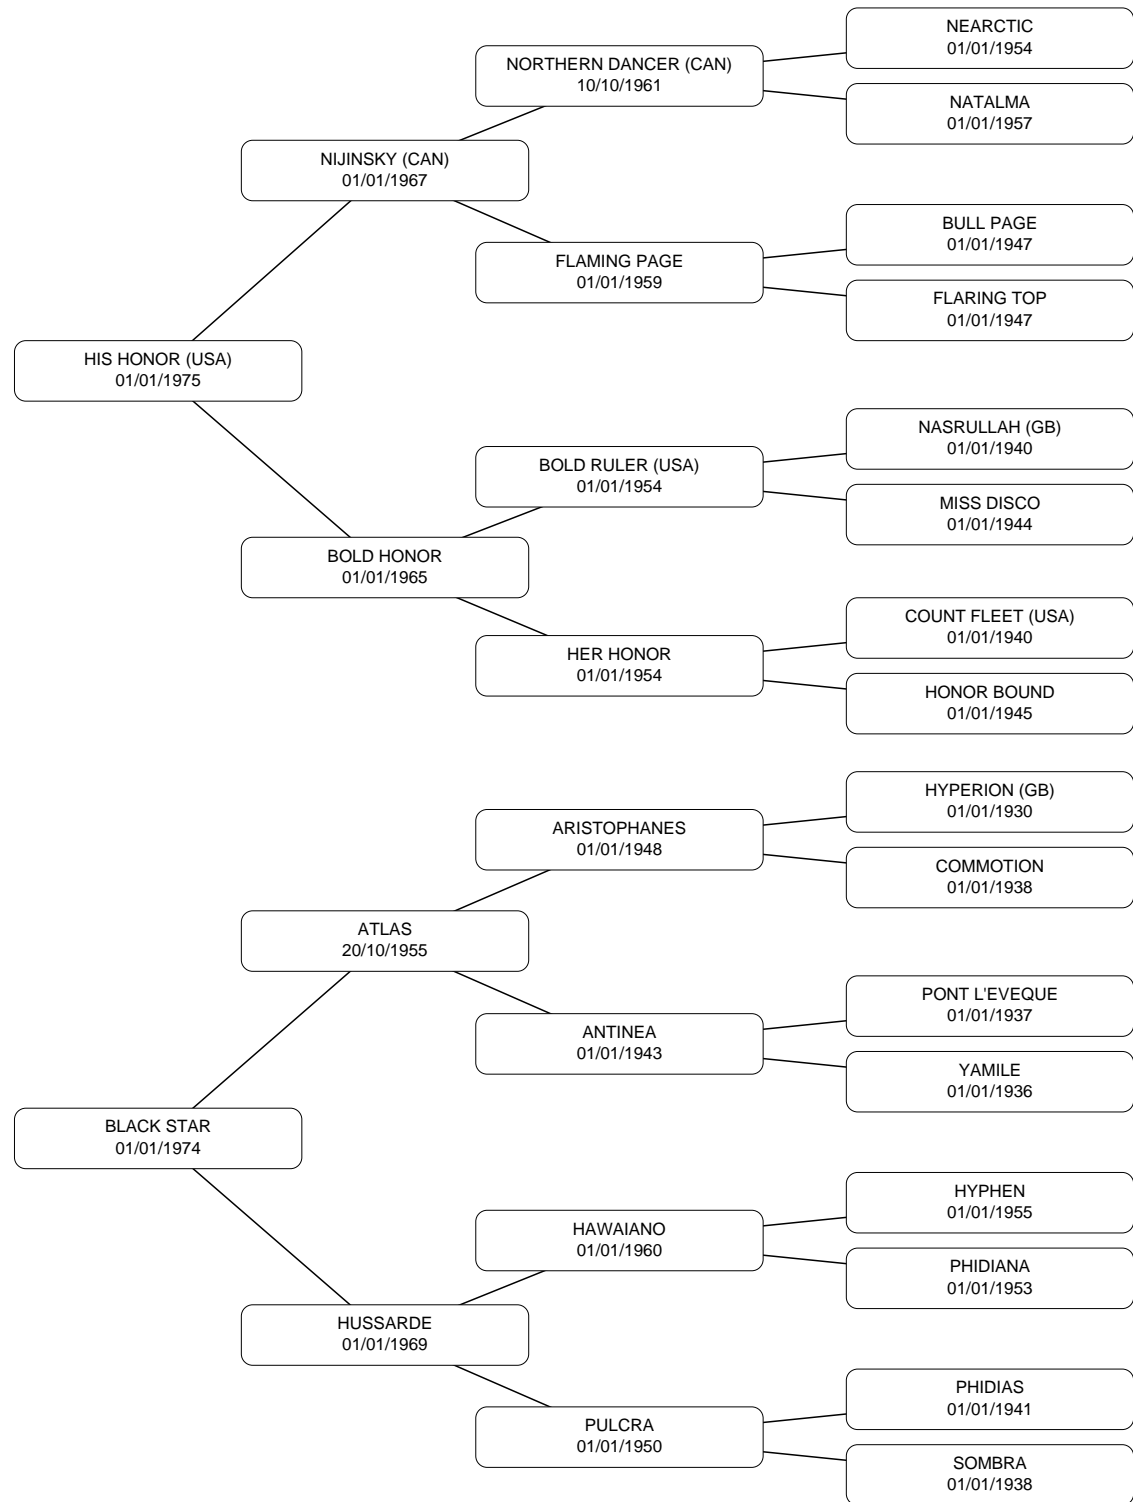 NEARCTIC
01/01/1954
NORTHERN DANCER (CAN)
10/10/1961
NATALMA
01/01/1957
NIJINSKY (CAN)
01/01/1967
BULL PAGE
01/01/1947
FLAMING PAGE
01/01/1959
FLARING TOP
01/01/1947
HIS HONOR (USA)
01/01/1975
NASRULLAH (GB)
01/01/1940
BOLD RULER (USA)
01/01/1954
MISS DISCO
01/01/1944
BOLD HONOR
01/01/1965
COUNT FLEET (USA)
01/01/1940
HER HONOR
01/01/1954
HONOR BOUND
01/01/1945
HYPERION (GB)
01/01/1930
ARISTOPHANES
01/01/1948
COMMOTION
01/01/1938
ATLAS
20/10/1955
PONT L'EVEQUE
01/01/1937
ANTINEA
01/01/1943
YAMILE
01/01/1936
BLACK STAR
01/01/1974
HYPHEN
01/01/1955
HAWAIANO
01/01/1960
PHIDIANA
01/01/1953
HUSSARDE
01/01/1969
PHIDIAS
01/01/1941
PULCRA
01/01/1950
SOMBRA
01/01/1938